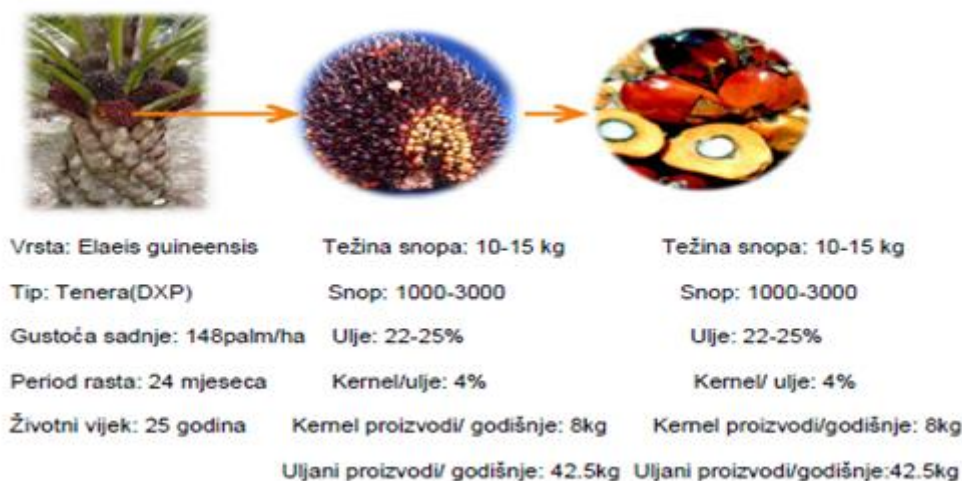 Vrsta: Elaeis guineensis
Tip: Tenera(DXP)
Gustoća sadnje: 148palm/ha
Period rasta: 24 mjeseca
Životni vijek: 25 godina
Težina snopa: 10-15 kg
Snop: 1000-3000
Ulje: 22-25%
Kernel/ulje: 4%
Kernel proizvodi/ godišnje: 8kg
Uljani proizvodi/ godišnje: 42.5kg
Težina snopa: 10-15 kg
Snop: 1000-3000
Ulje: 22-25%
Kernel/ ulje: 4%
Kernel proizvodi/godišnje: 8kg
Uljani proizvodi/godišnje:42.5kg